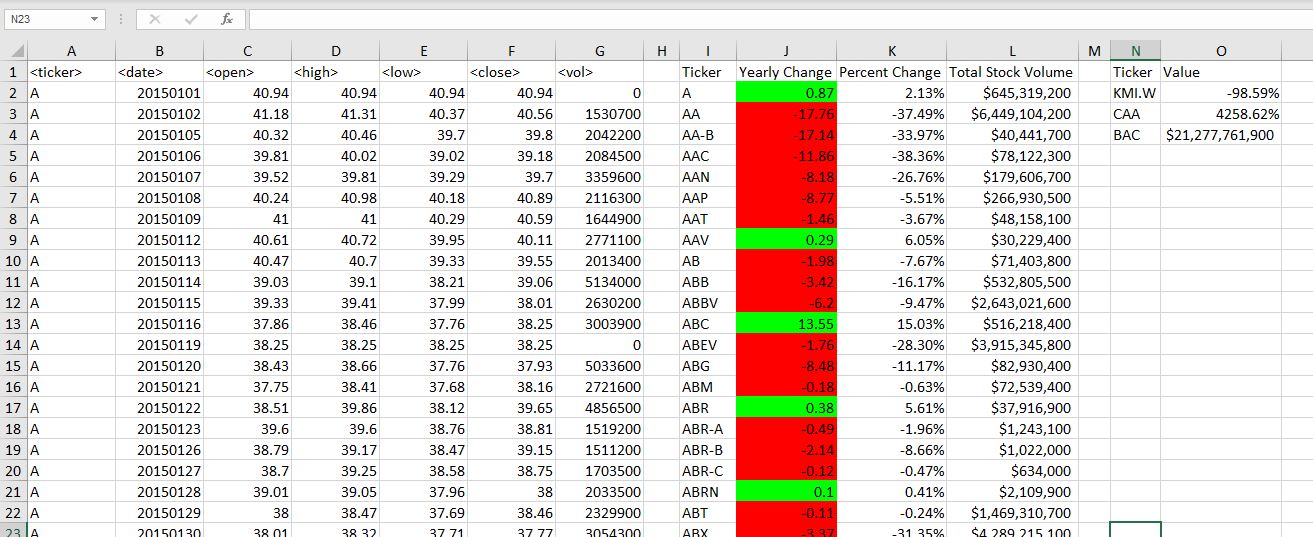 N23 fx
A B C D E F G H I J K L M N O
1 <ticker> <date> <open> <high> <low> <close> <vol> Ticker Yearly Change Percent Change Total Stock Volume Ticker Value
2 A 20150101 40.94 40.94 40.94 40.94 0 A 0.87 2.13% $645,319,200 KMI.W -98.59%
3 A 20150102 41.18 41.31 40.37 40.56 1530700 AA -17.76 -37.49% $6,449,104,200 CAA 4258.62%
4 A 20150105 40.32 40.46 39.7 39.8 2042200 AA-B -17.14 -33.97% $40,441,700 BAC $21,277,761,900
5 A 20150106 39.81 40.02 39.02 39.18 2084500 AAC -11.86 -38.36% $78,122,300
6 A 20150107 39.52 39.81 39.29 39.7 3359600 AAN -8.18 -26.76% $179,606,700
7 A 20150108 40.24 40.98 40.18 40.89 2116300 AAP -8.77 -5.51% $266,930,500
8 A 20150109 41 41 40.29 40.59 1644900 AAT -1.46 -3.67% $48,158,100
9 A 20150112 40.61 40.72 39.95 40.11 2771100 AAV 0.29 6.05% $30,229,400
10 A 20150113 40.47 40.7 39.33 39.55 2013400 AB -1.98 -7.67% $71,403,800
11 A 20150114 39.03 39.1 38.21 39.06 5134000 ABB -3.42 -16.17% $532,805,500
12 A 20150115 39.33 39.41 37.99 38.01 2630200 ABBV -6.2 -9.47% $2,643,021,600
13 A 20150116 37.86 38.46 37.76 38.25 3003900 ABC 13.55 15.03% $516,218,400
14 A 20150119 38.25 38.25 38.25 38.25 0 ABEV -1.76 -28.30% $3,915,345,800
15 A 20150120 38.43 38.66 37.76 37.93 5033600 ABG -8.48 -11.17% $82,930,400
16 A 20150121 37.75 38.41 37.68 38.16 2721600 ABM -0.18 -0.63% $72,539,400
17 A 20150122 38.51 39.86 38.12 39.65 4856500 ABR 0.38 5.61% $37,916,900
18 A 20150123 39.6 39.6 38.76 38.81 1519200 ABR-A -0.49 -1.96% $1,243,100
19 A 20150126 38.79 39.17 38.47 39.15 1511200 ABR-B -2.14 -8.66% $1,022,000
20 A 20150127 38.7 39.25 38.58 38.75 1703500 ABR-C -0.12 -0.47% $634,000
21 A 20150128 39.01 39.05 37.96 38 2033500 ABRN 0.1 0.41% $2,109,900
22 A 20150129 38 38.47 37.69 38.46 2329900 ABT -0.11 -0.24% $1,469,310,700
23 A 20150130 38.01 38.32 37.71 37.77 3054300 ABX -3.37 -31.35% $4,289,215,100